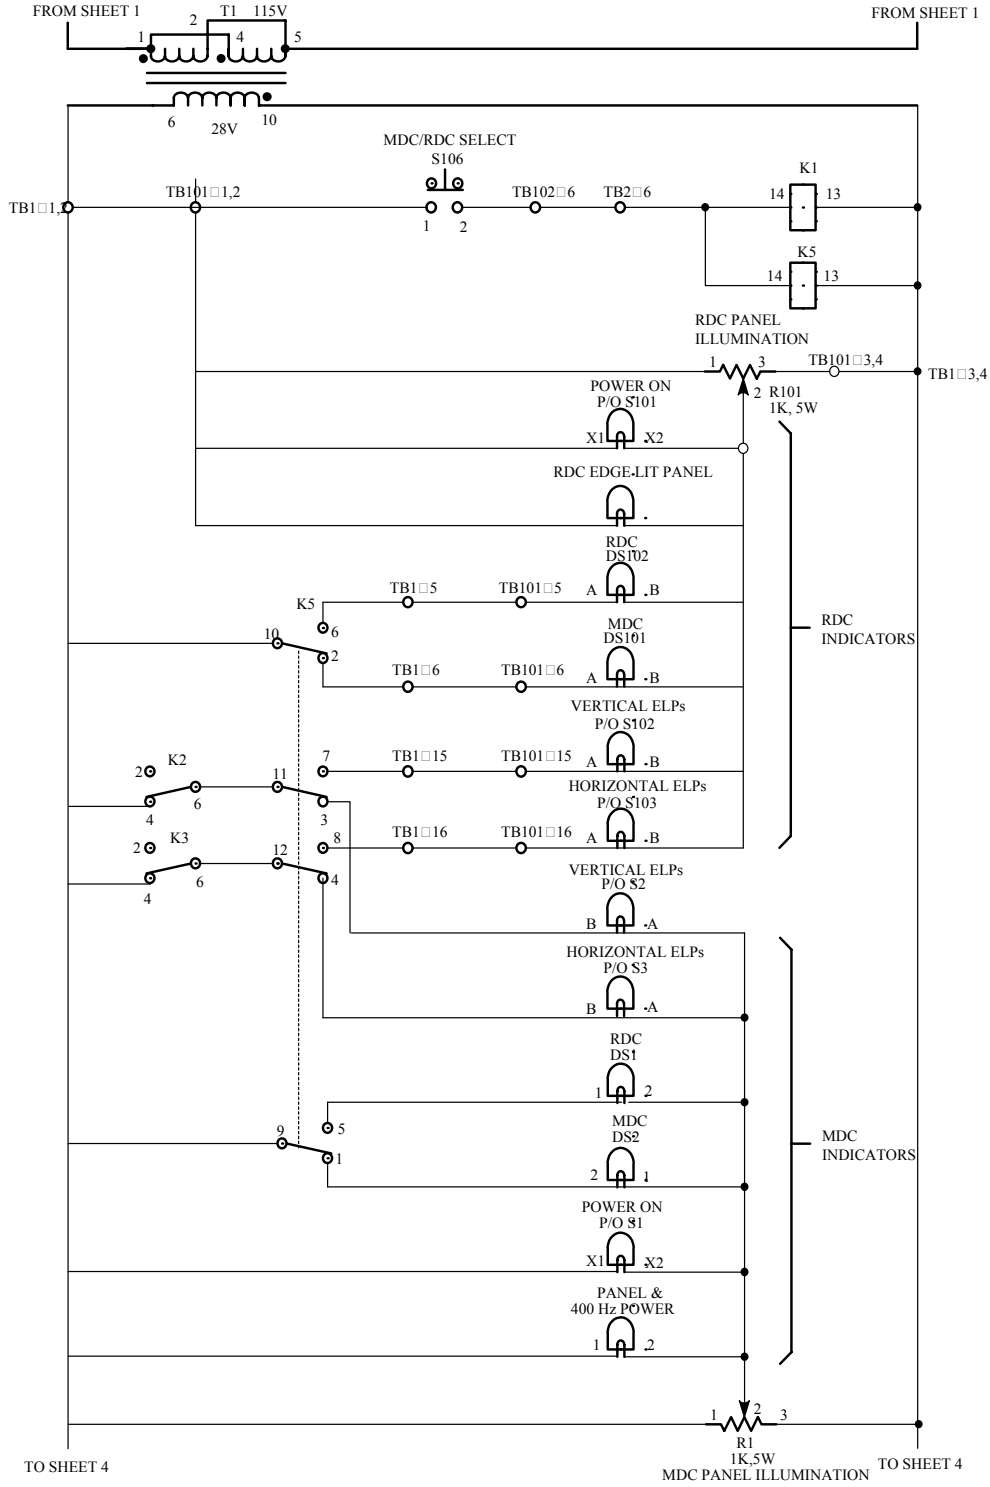 FROM SHEET 1
T1 115V
FROM SHEET 1
2
1
4
5
6
28V
10
MDC/RDC SELECT
S106
K1
TB1□1,2
TB101□1,2
TB102□6
TB2□6
14
13
1
2
K5
14
13
RDC PANEL
ILLUMINATION
1
3
TB101□3,4
TB1□3,4
2
R101
1K, 5W
POWER ON
P/O S101
X1
X2
RDC EDGE-LIT PANEL
RDC
DS102
TB1□5
TB101□5
A
B
K5
6
10
2
MDC
DS101
TB1□6
TB101□6
A
B
RDC
INDICATORS
VERTICAL ELPs
P/O S102
K2
2
7
TB1□15
TB101□15
A
B
11
6
4
3
HORIZONTAL ELPs
P/O S103
K3
2
8
TB1□16
TB101□16
A
B
12
6
4
4
VERTICAL ELPs
P/O S2
B
A
HORIZONTAL ELPs
P/O S3
B
A
RDC
DS1
1
2
9
5
1
MDC
DS2
2
1
MDC
INDICATORS
POWER ON
P/O S1
X1
X2
PANEL &
400 Hz POWER
1
2
1
2
3
R1
1K,5W
MDC PANEL ILLUMINATION
TO SHEET 4
TO SHEET 4